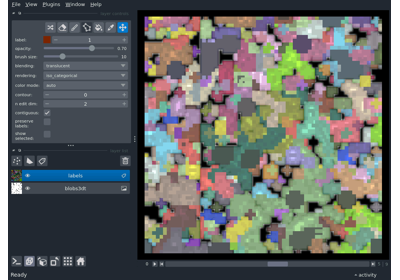 File View Plugins Window Help
label: 1
opacity: 0.70
brush size: 10
blending: translucent
rendering: iso_categorical
color mode: auto
contour: 0
n edit dim: 2
contiguous:
preserve
labels:
show
selected:
labels
blobs3dt
Ready
activity